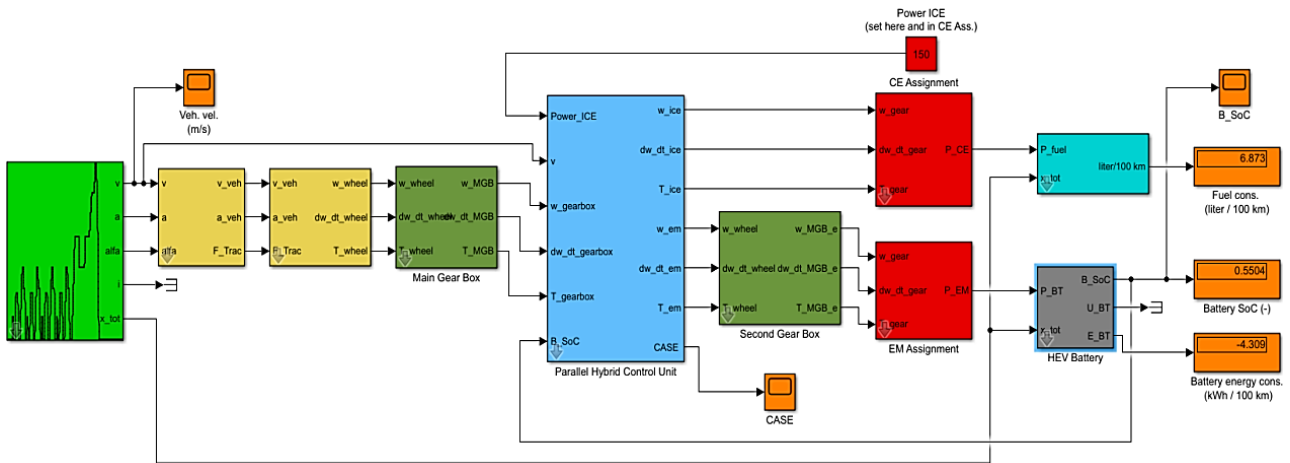 Power ICE
(set here and in CE Ass.)
150
CE Assignment
Veh. vel.
(m/s)
B_SoC
v
a
alfa
i
x_tot
v
a
alfa
v_veh
a_veh
F_Trac
v_veh
a_veh
F_Trac
w_wheel
dw_dt_wheel
T_wheel
w_wheel
dw_dt_wheel
T_wheel
w_MGB
dw_dt_MGB
T_MGB
Main Gear Box
Power_ICE
v
w_gearbox
dw_dt_gearbox
T_gearbox
B_SoC
w_ice
dw_dt_ice
T_ice
w_em
dw_dt_em
T_em
CASE
Parallel Hybrid Control Unit
w_gear
dw_dt_gear
T_gear
P_CE
w_wheel
dw_dt_wheel
T_wheel
w_MGB_e
dw_dt_MGB_e
T_MGB_e
Second Gear Box
w_gear
dw_dt_gear
T_gear
P_EM
EM Assignment
CASE
P_fuel
x_tot
liter/100 km
6.873
Fuel cons.
(liter / 100 km)
P_BT
x_tot
B_SoC
U_BT
E_BT
HEV Battery
0.5504
Battery SoC (-)
-4.309
Battery energy cons.
(kWh / 100 km)